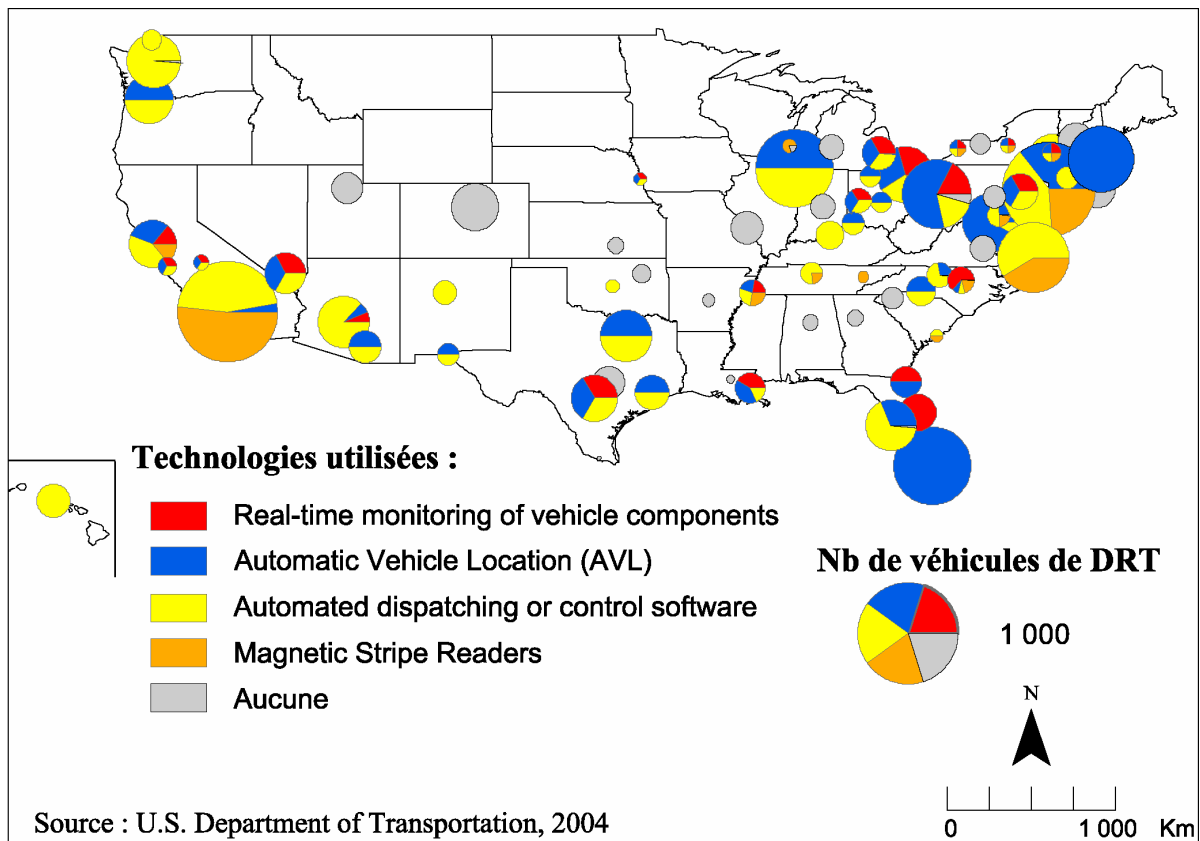 Technologies utilisées :
Real-time monitoring of vehicle components
Automatic Vehicle Location (AVL)
Automated dispatching or control software
Magnetic Stripe Readers
Aucune
Nb de véhicules de DRT
1 000
N
0 1 000 Km
Source : U.S. Department of Transportation, 2004